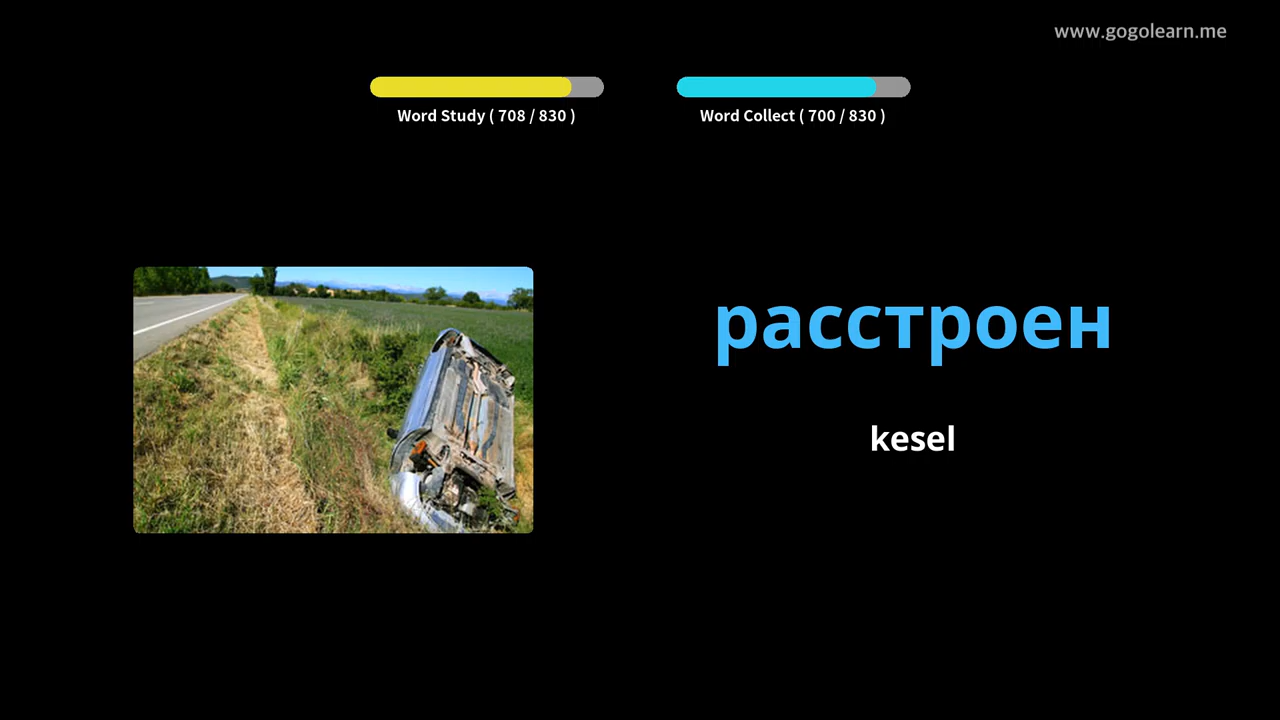 www.gogolearn.me
Word Study ( 708 / 830 )
Word Collect ( 700 / 830 )
расстроен
kesel